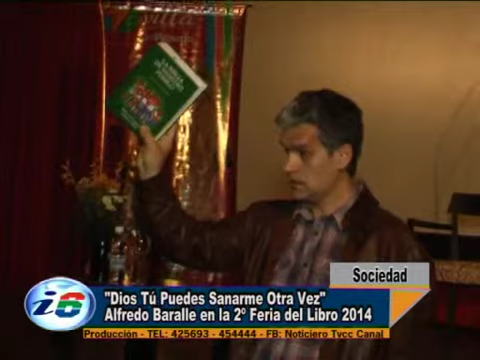 Sociedad
i6
"Dios Tú Puedes Sanarme Otra Vez"
Alfredo Baralle en la 2º Feria del Libro 2014
Producción - TEL: 425693 - 454444 - FB: Noticiero Tvcc Canal